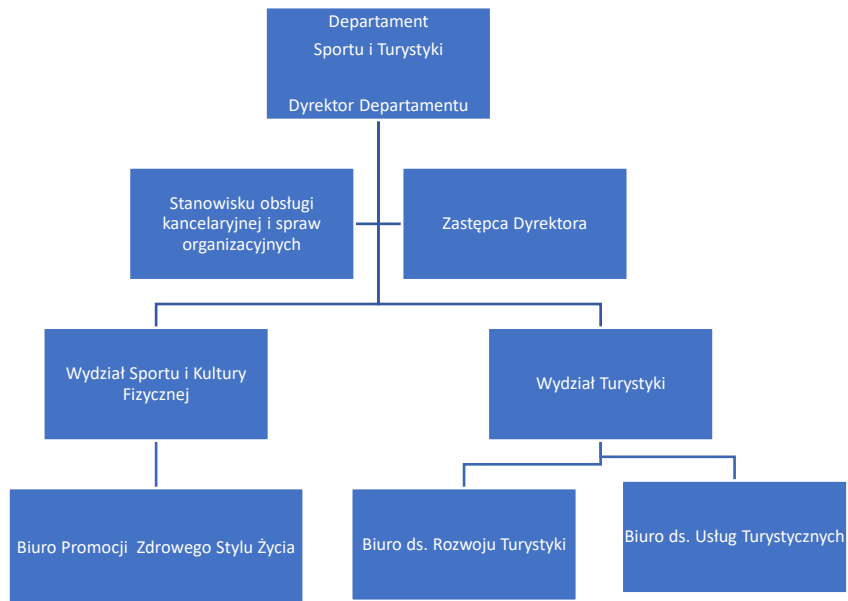 Departament
Sportu i Turystyki
Dyrektor Departamentu
Stanowisku obsługi
kancelaryjnej i spraw
organizacyjnych
Zastępca Dyrektora
Wydział Sportu i Kultury
Fizycznej
Wydział Turystyki
Biuro Promocji  Zdrowego Stylu Życia
Biuro ds. Rozwoju Turystyki
Biuro ds. Usług Turystycznych